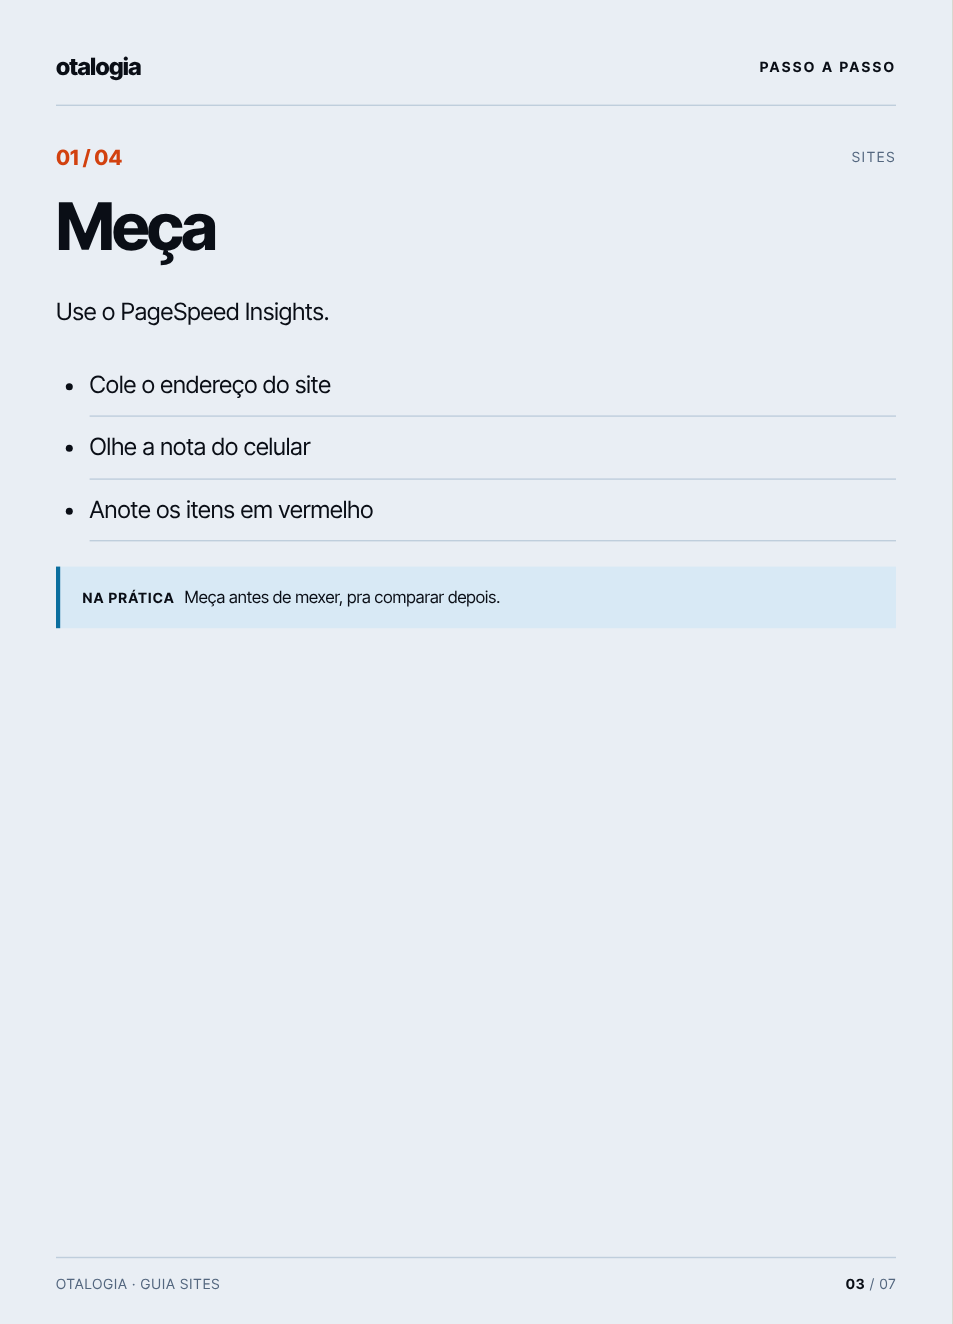 otalogia
PASSO A PASSO
01 / 04
SITES
Meça
Use o PageSpeed Insights.
• Cole o endereço do site
• Olhe a nota do celular
• Anote os itens em vermelho
NA PRÁTICA Meça antes de mexer, pra comparar depois.
OTALOGIA · GUIA SITES
03 / 07